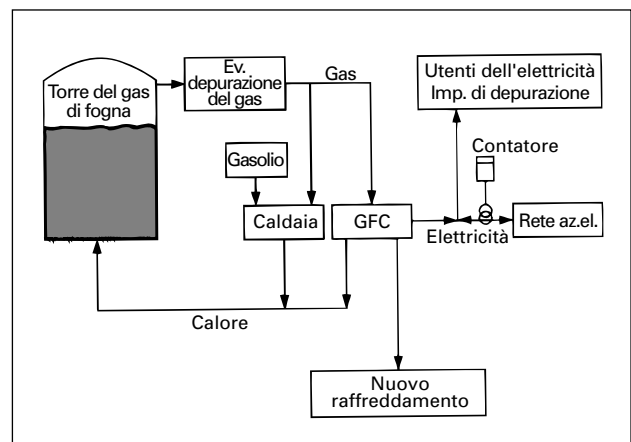 Ev.
depurazione
del gas
Gas
Utenti dell'elettricità
Imp. di depurazione
Torre del gas
di fogna
Gasolio
Contatore
Caldaia
GFC
Elettricità
Rete az.el.
Calore
Nuovo
raffreddamento